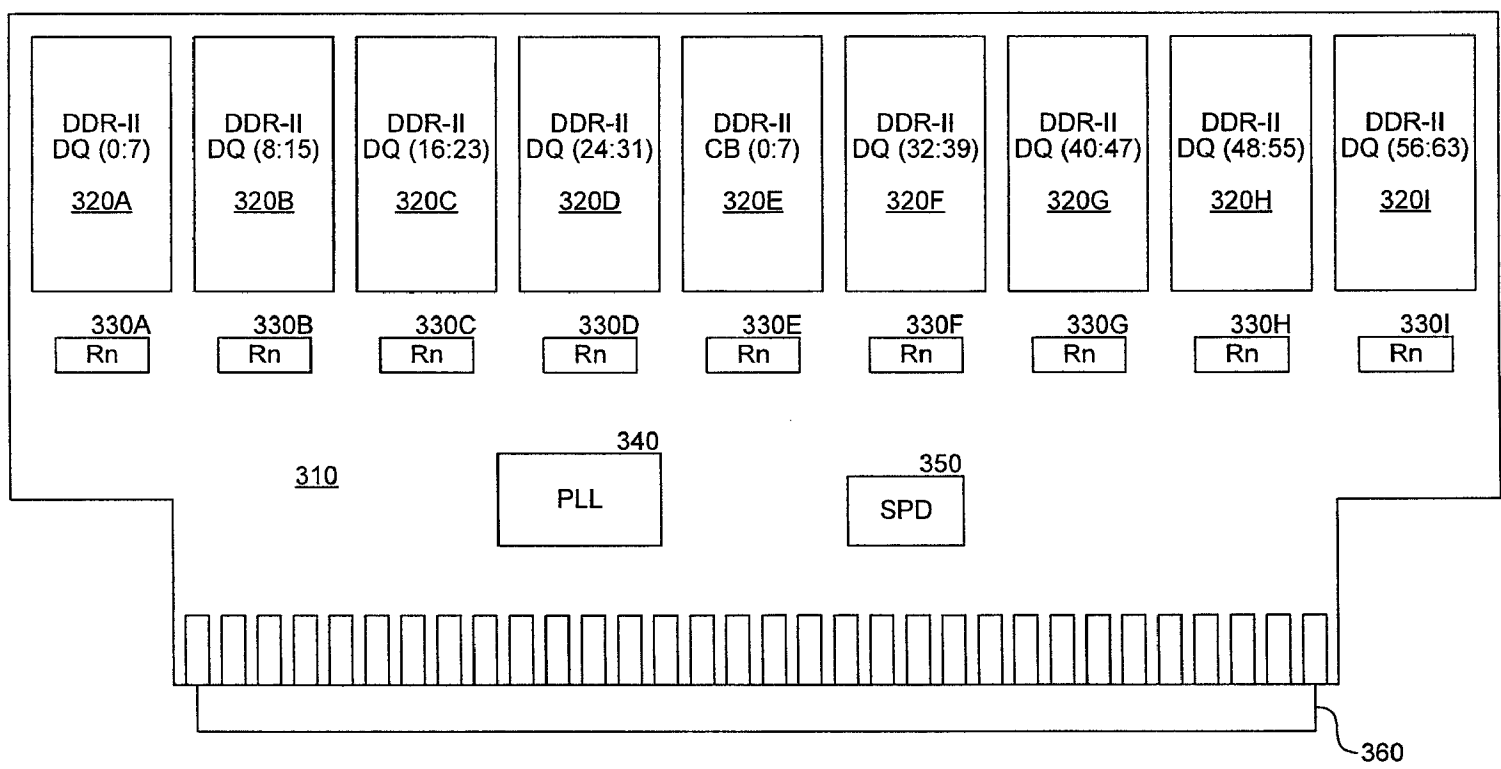 DDR-II
DQ (0:7)
320A
DDR-II
DQ (8:15)
320B
DDR-II
DQ (16:23)
320C
DDR-II
DQ (24:31)
320D
DDR-II
CB (0:7)
320E
DDR-II
DQ (32:39)
320F
DDR-II
DQ (40:47)
320G
DDR-II
DQ (48:55)
320H
DDR-II
DQ (56:63)
320I
330A
Rn
330B
Rn
330C
Rn
330D
Rn
330E
Rn
330F
Rn
330G
Rn
330H
Rn
330I
Rn
310
340
PLL
350
SPD
360